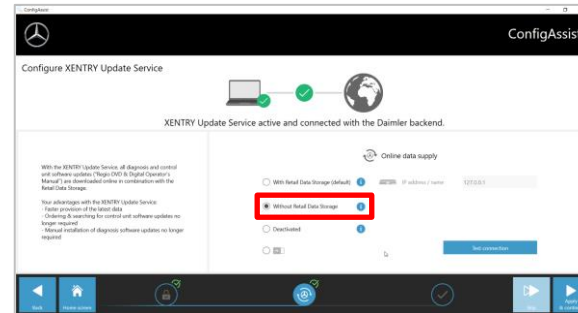 ConfigAssist
ConfigAssist
Configure XENTRY Update Service
XENTRY Update Service active and connected with the Daimler backend.
With the XENTRY Update Service, all diagnosis and control
unit software updates ("Regio DVD & Digital Operator's
Manual") are downloaded online in combination with the
Retail Data Storage.
Your advantages with the XENTRY Update Service:
- Faster provision of the latest data
- Ordering & searching for control unit software updates no
longer required
- Manual installation of diagnosis software updates no longer
required
Online data supply
With Retail Data Storage (default)
IP address / name:
127.0.0.1
Without Retail Data Storage
Deactivated
Test connection
Back
Home screen
Skip
Apply
& continue